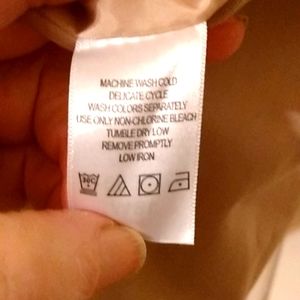 MACHINE WASH COLD
DELICATE CYCLE
WASH COLORS SEPARATELY
USE ONLY NON-CHLORINE BLEACH
TUMBLE DRY LOW
REMOVE PROMPTLY
LOW IRON